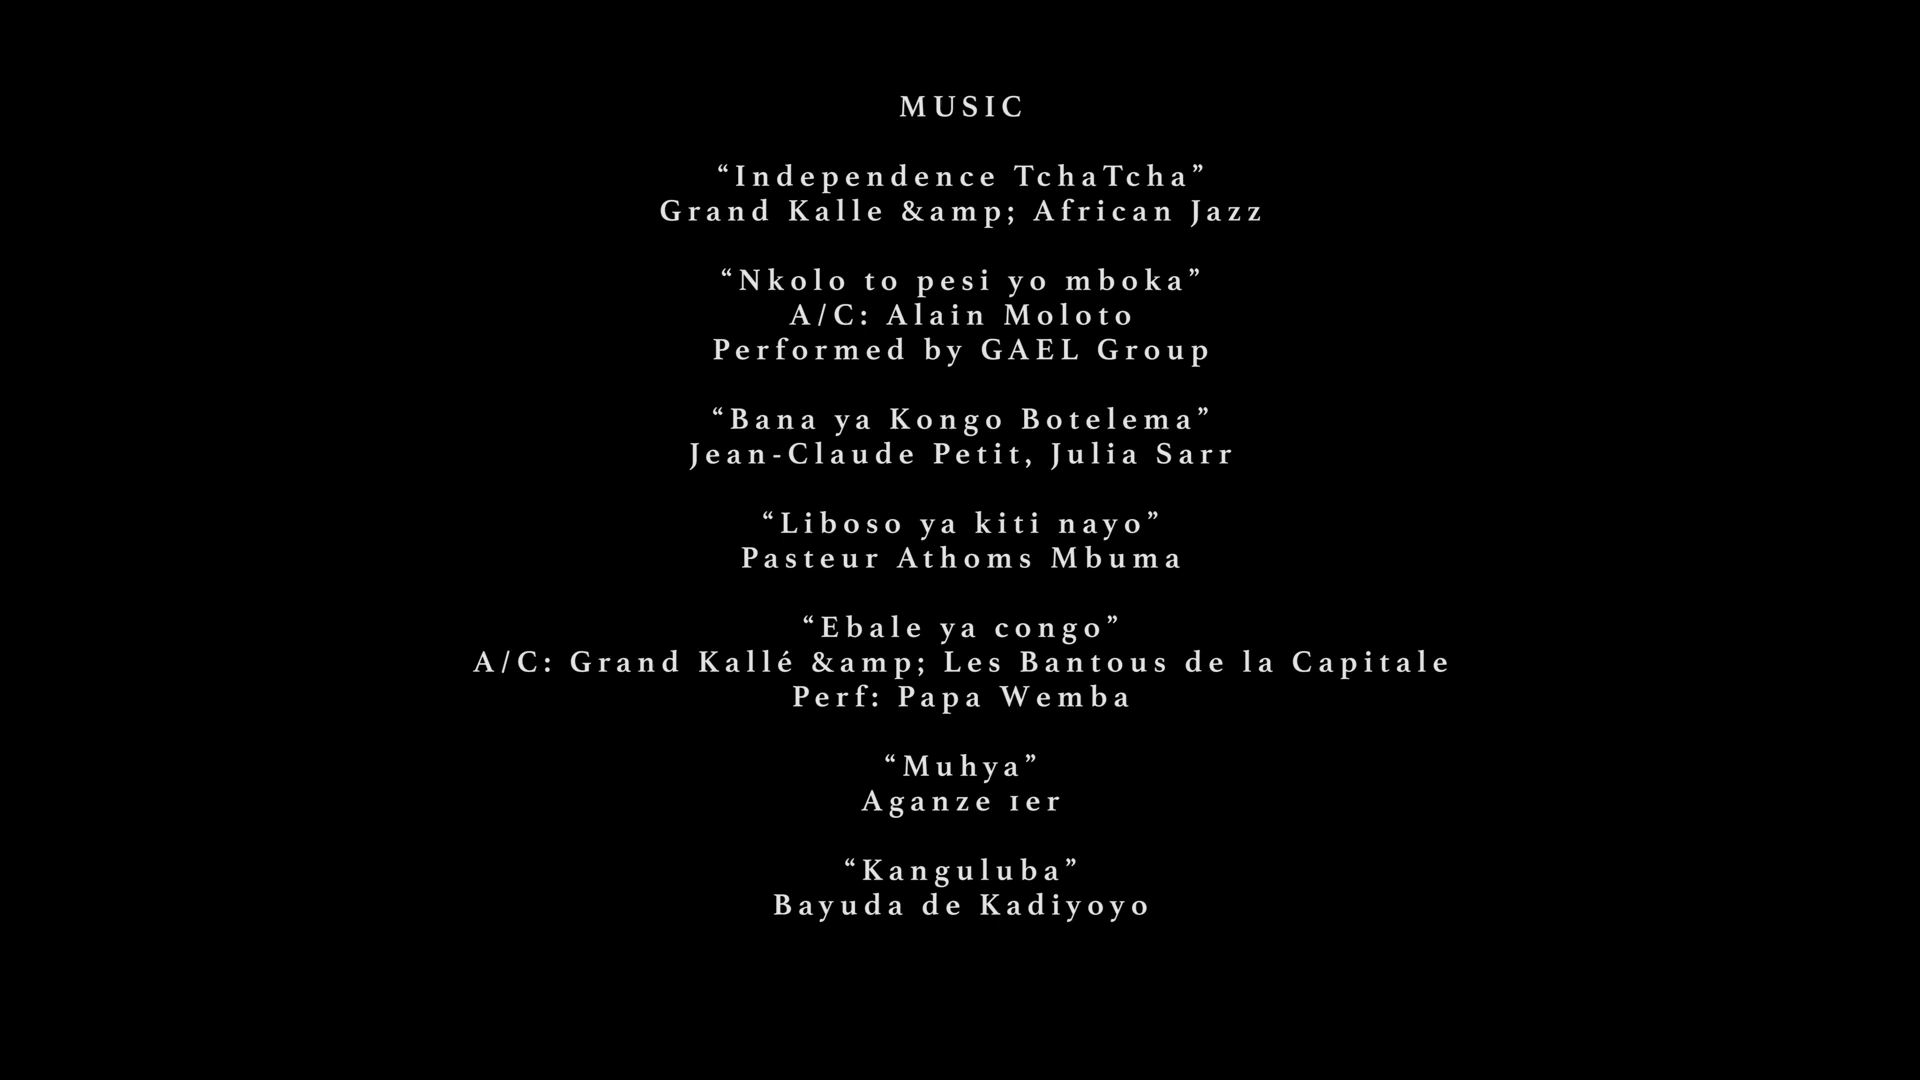 MUSIC
“Independence TchaTcha”
Grand Kalle &amp; African Jazz
“Nkolo to pesi yo mboka”
A/C: Alain Moloto
Performed by GAEL Group
“Bana ya Kongo Botelema”
Jean-Claude Petit, Julia Sarr
“Liboso ya kiti nayo”
Pasteur Athoms Mbuma
“Ebale ya congo”
A/C: Grand Kallé &amp; Les Bantous de la Capitale
Perf: Papa Wemba
“Muhya”
Aganze 1er
“Kanguluba”
Bayuda de Kadiyoyo